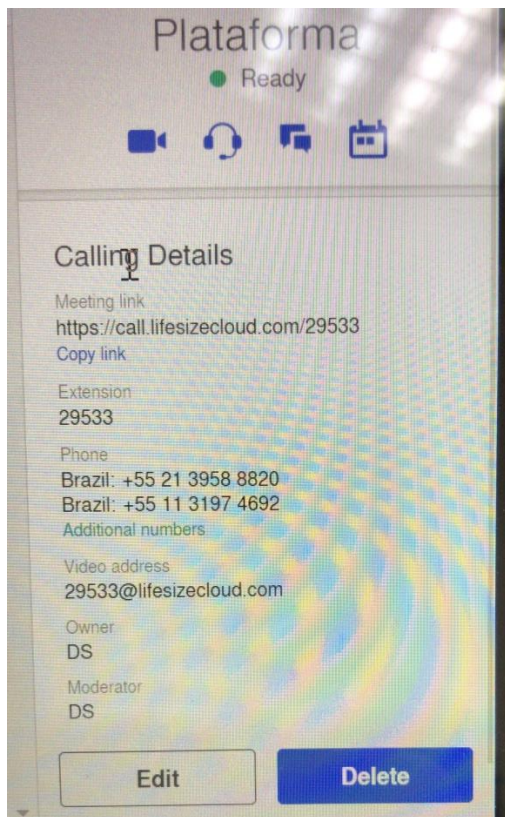 Plataforma
Ready
Calling Details
Meeting link
https://call.lifesizecloud.com/29533
Copy link
Extension
29533
Phone
Brazil: +55 21 3958 8820
Brazil: +55 11 3197 4692
Additional numbers
Video address
29533@lifesizecloud.com
Owner
DS
Moderator
DS
Edit
Delete